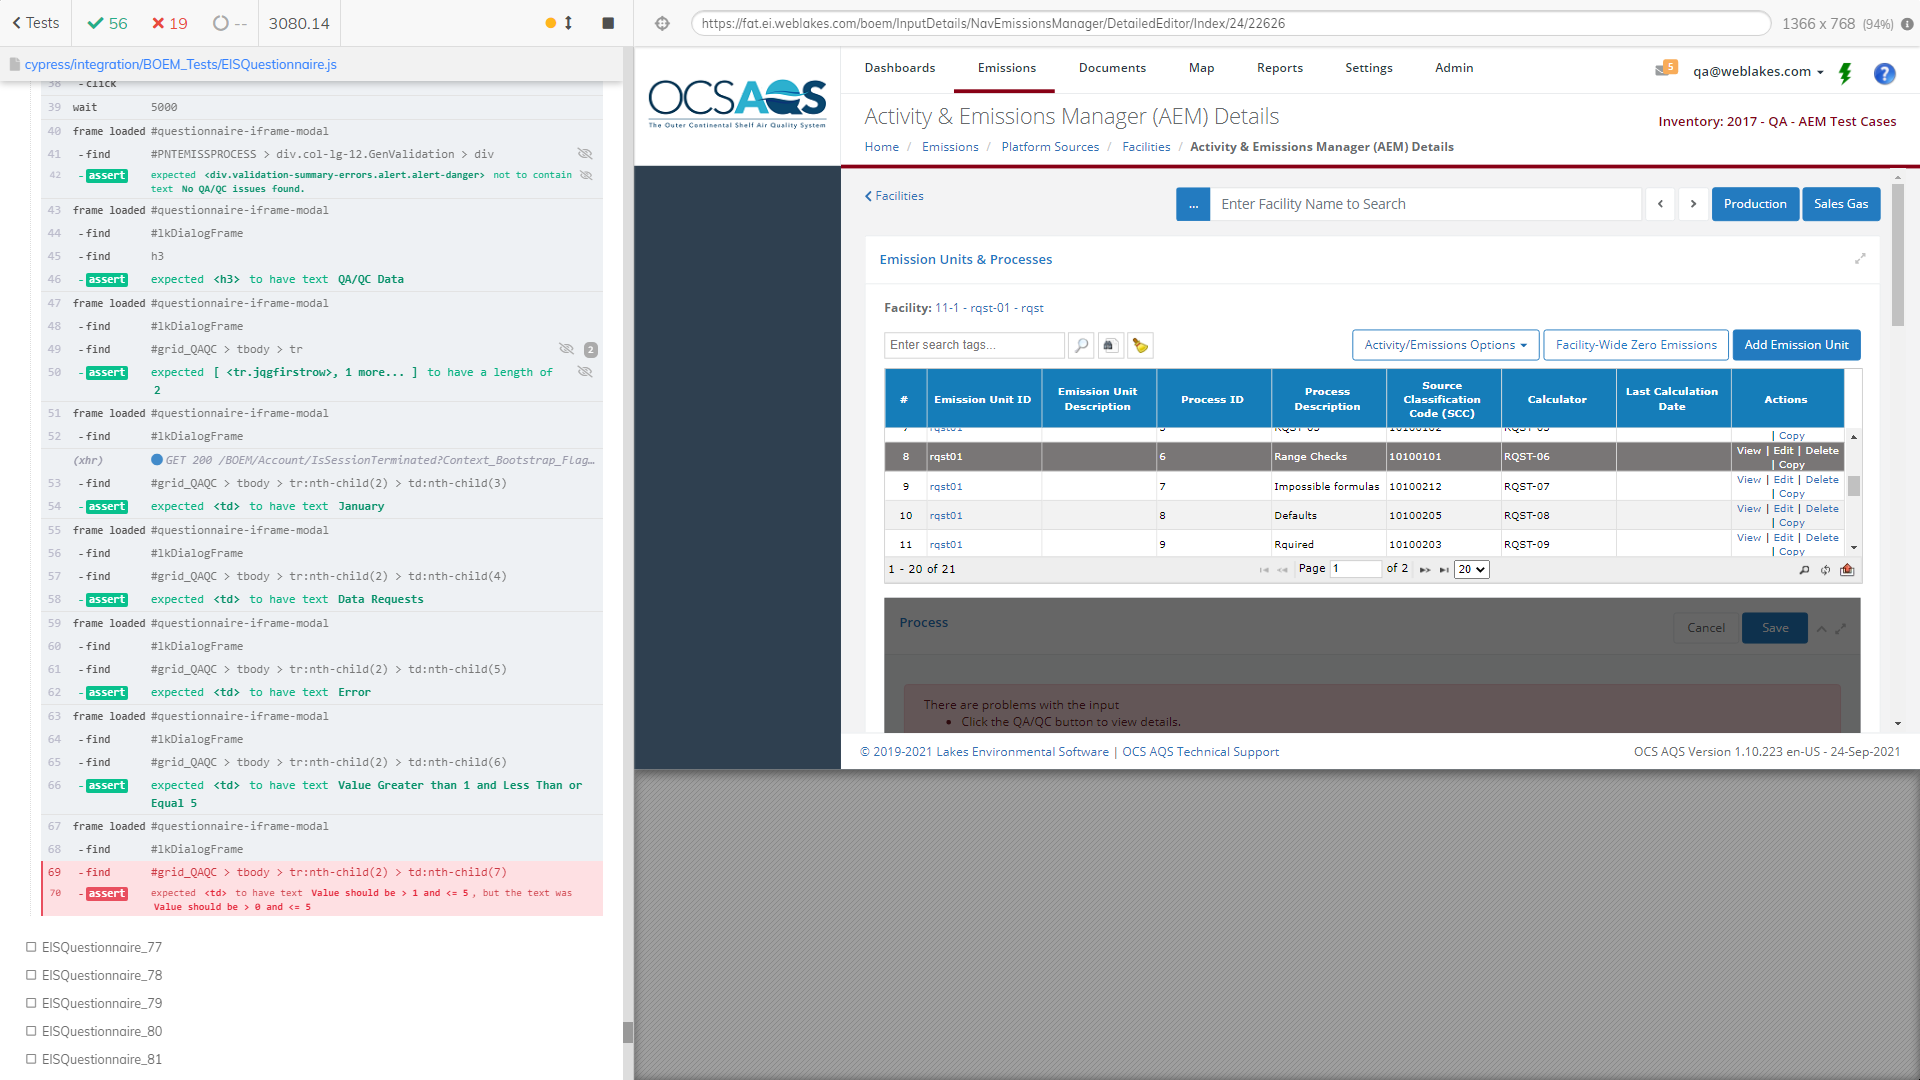 Tests
56
19
--
3080.14
cypress/integration/BOEM_Tests/EISQuestionnaire.js
38 -click
39 wait 5000
40 frame loaded #questionnaire-iframe-modal
41 -find #PNTEMISSPROCESS > div.col-lg-12.GenValidation > div
42 -assert expected <div.validation-summary-errors.alert.alert-danger> not to contain
text No QA/QC issues found.
43 frame loaded #questionnaire-iframe-modal
44 -find #lkDialogFrame
45 -find h3
46 -assert expected <h3> to have text QA/QC Data
47 frame loaded #questionnaire-iframe-modal
48 -find #lkDialogFrame
49 -find #grid_QAQC > tbody > tr 2
50 -assert expected [ <tr.jqgfirstrow>, 1 more... ] to have a length of
2
51 frame loaded #questionnaire-iframe-modal
52 -find #lkDialogFrame
(xhr) GET 200 /BOEM/Account/IsSessionTerminated?Context_Bootstrap_Flag…
53 -find #grid_QAQC > tbody > tr:nth-child(2) > td:nth-child(3)
54 -assert expected <td> to have text January
55 frame loaded #questionnaire-iframe-modal
56 -find #lkDialogFrame
57 -find #grid_QAQC > tbody > tr:nth-child(2) > td:nth-child(4)
58 -assert expected <td> to have text Data Requests
59 frame loaded #questionnaire-iframe-modal
60 -find #lkDialogFrame
61 -find #grid_QAQC > tbody > tr:nth-child(2) > td:nth-child(5)
62 -assert expected <td> to have text Error
63 frame loaded #questionnaire-iframe-modal
64 -find #lkDialogFrame
65 -find #grid_QAQC > tbody > tr:nth-child(2) > td:nth-child(6)
66 -assert expected <td> to have text Value Greater than 1 and Less Than or
Equal 5
67 frame loaded #questionnaire-iframe-modal
68 -find #lkDialogFrame
69 -find #grid_QAQC > tbody > tr:nth-child(2) > td:nth-child(7)
70 -assert expected <td> to have text Value should be > 1 and <= 5 , but the text was
Value should be > 0 and <= 5
EISQuestionnaire_77
EISQuestionnaire_78
EISQuestionnaire_79
EISQuestionnaire_80
EISQuestionnaire_81
https://fat.ei.weblakes.com/boem/InputDetails/NavEmissionsManager/DetailedEditor/Index/24/22626
1366 x 768 (94%)
OCSAQS
The Outer Continental Shelf Air Quality System
Dashboards Emissions Documents Map Reports Settings Admin
5
qa@weblakes.com
?
Activity & Emissions Manager (AEM) Details
Inventory: 2017 - QA - AEM Test Cases
Home / Emissions / Platform Sources / Facilities / Activity & Emissions Manager (AEM) Details
Facilities
... Enter Facility Name to Search
Production
Sales Gas
Emission Units & Processes
Facility: 11-1 - rqst-01 - rqst
Enter search tags...
Activity/Emissions Options
Facility-Wide Zero Emissions
Add Emission Unit
# Emission Unit ID Emission Unit Description Process ID Process Description Source Classification Code (SCC) Calculator Last Calculation Date Actions
7 rqst01 5 RQST-05 10100102 RQST-05 | Copy
8 rqst01 6 Range Checks 10100101 RQST-06 View | Edit | Delete | Copy
9 rqst01 7 Impossible formulas 10100212 RQST-07 View | Edit | Delete | Copy
10 rqst01 8 Defaults 10100205 RQST-08 View | Edit | Delete | Copy
11 rqst01 9 Rquired 10100203 RQST-09 View | Edit | Delete | Copy
1 - 20 of 21
Page 1 of 2
20
Process
Cancel
Save
There are problems with the input
• Click the QA/QC button to view details.
© 2019-2021 Lakes Environmental Software | OCS AQS Technical Support
OCS AQS Version 1.10.223 en-US - 24-Sep-2021